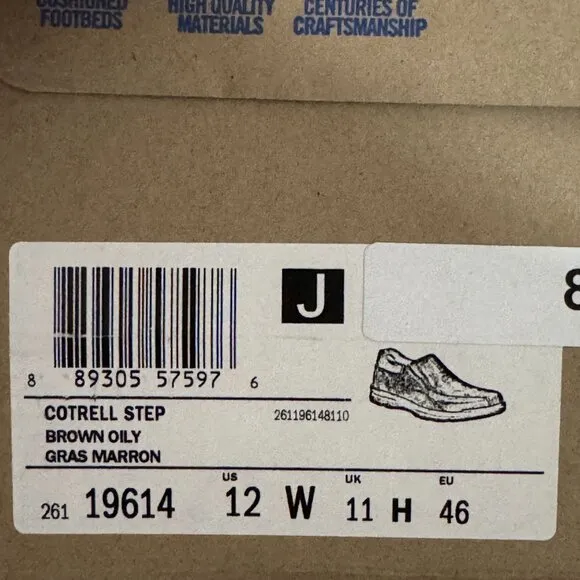 CUSHIONED
FOOTBEDS
HIGH QUALITY
MATERIALS
CENTURIES OF
CRAFTSMANSHIP
J
8
8 89305 57597 6
COTRELL STEP
261196148110
BROWN OILY
GRAS MARRON
US UK EU
261 19614 12 W 11 H 46